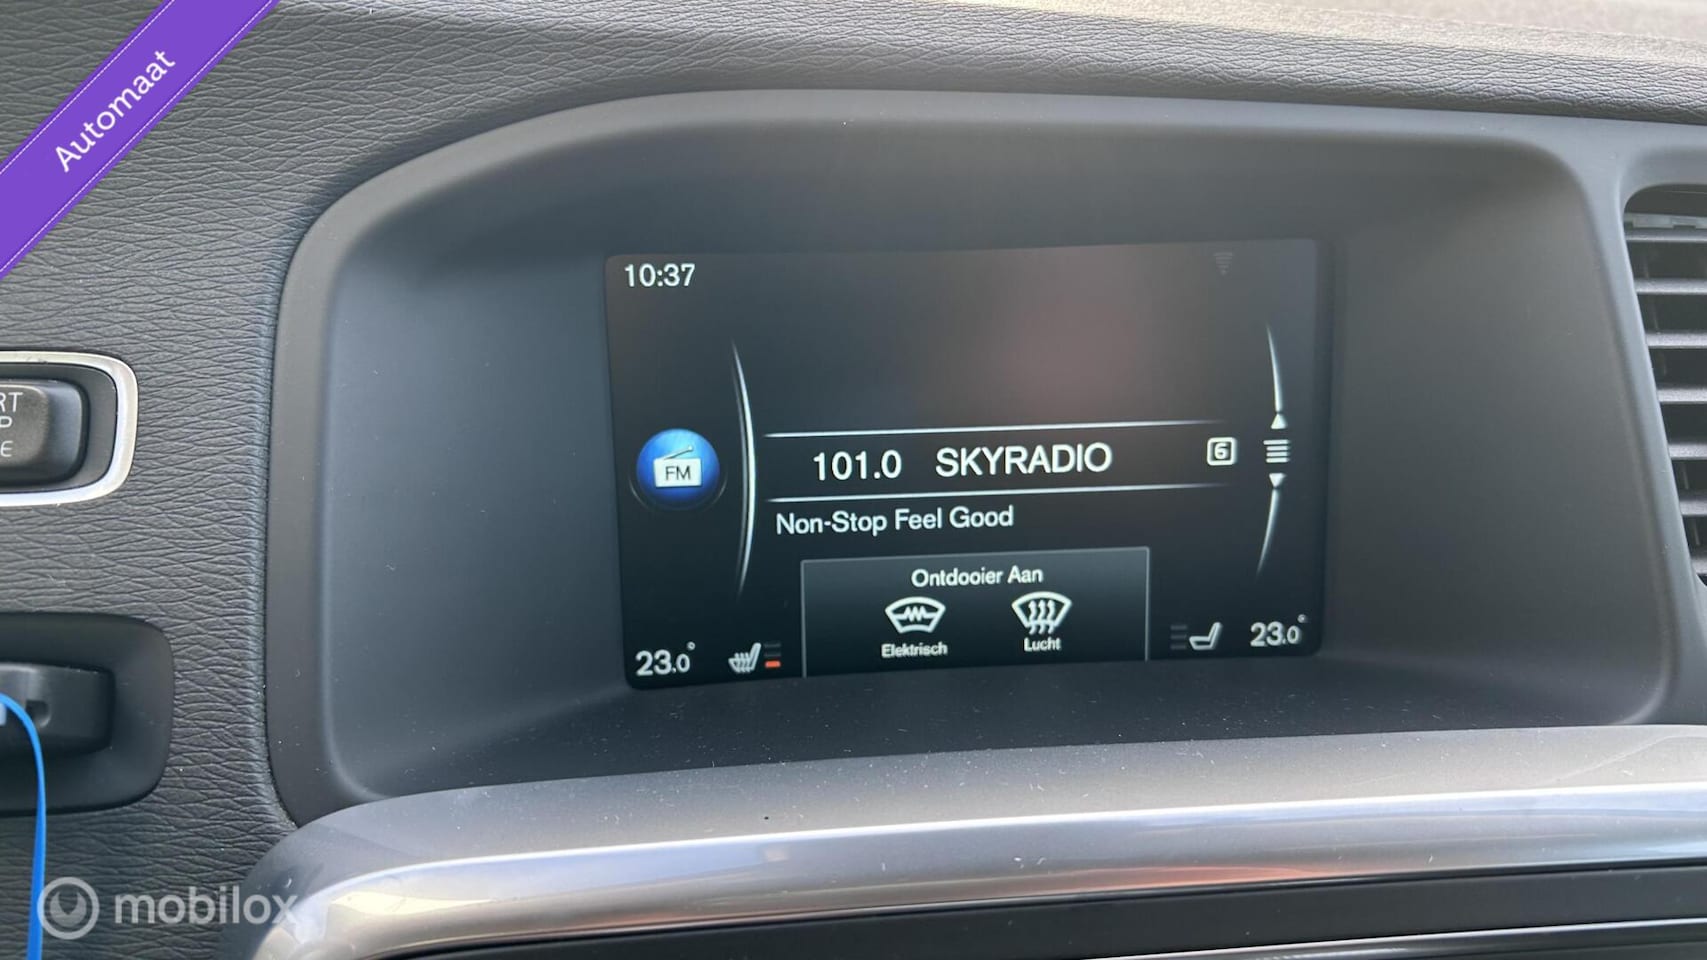 Automaat
10:37
FM
101.0 SKYRADIO 6
Non-Stop Feel Good
Ontdooier Aan
Elektrisch Lucht
23.0° 23.0°
mobilox